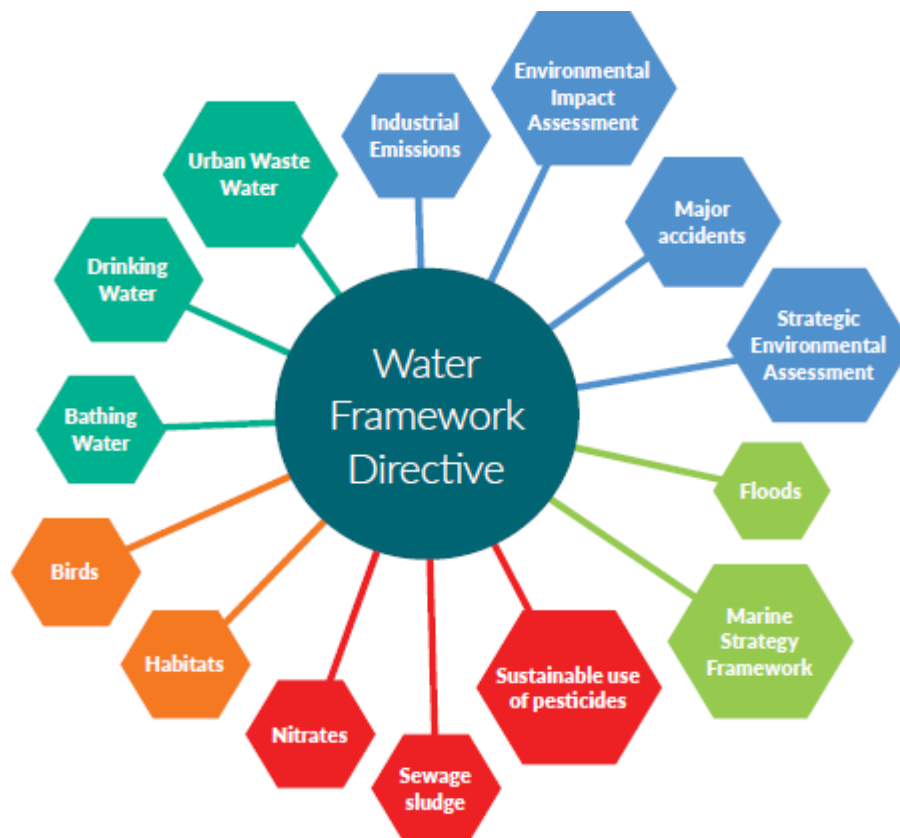 Environmental
Impact
Assessment
Industrial
Emissions
Urban Waste
Water
Major
accidents
Drinking
Water
Strategic
Environmental
Assessment
Water
Framework
Directive
Bathing
Water
Floods
Birds
Marine
Strategy
Framework
Habitats
Sustainable use
of pesticides
Nitrates
Sewage
sludge